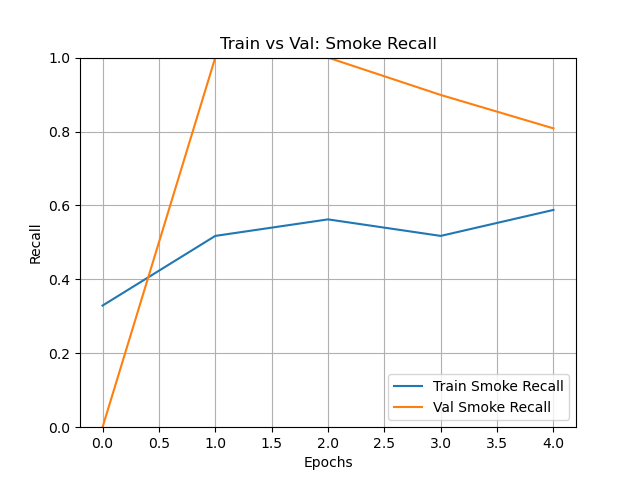 Train vs Val: Smoke Recall
1.0
0.8
0.6
0.4
0.2
0.0
Recall
0.0 0.5 1.0 1.5 2.0 2.5 3.0 3.5 4.0
Epochs
Train Smoke Recall
Val Smoke Recall